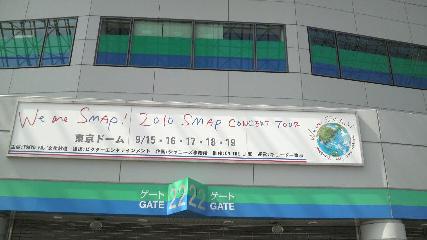 We are SMAP! 2010 SMAP CONCERT TOUR
東京ドーム 9/15・16・17・18・19
ゲート 22 22 ゲート
GATE GATE